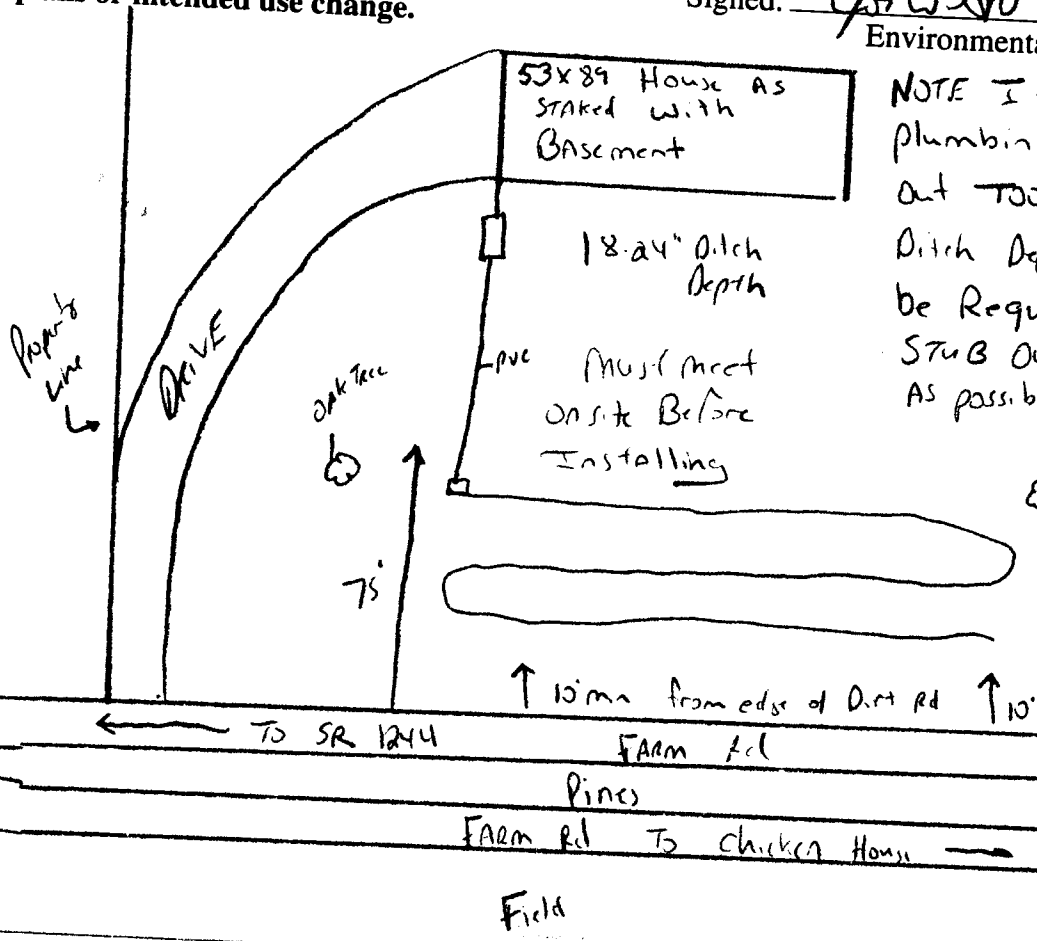 plans or intended use change.
Signed:
Environmenta
53x89 House As
STAKed with
BAsement
NOTE I
plumbin
out TOO
Ditch De
be Requ
STuB Ou
As possib
18-24" Ditch
Depth
Property
Line
DRIVE
OAK Tree
PVC
Must meet
onsite Before
Installing
75'
10' min from edge of Dirt Rd
10'
To SR 1244
FARM Rd
Pines
FARM Rd To Chicken House
Field